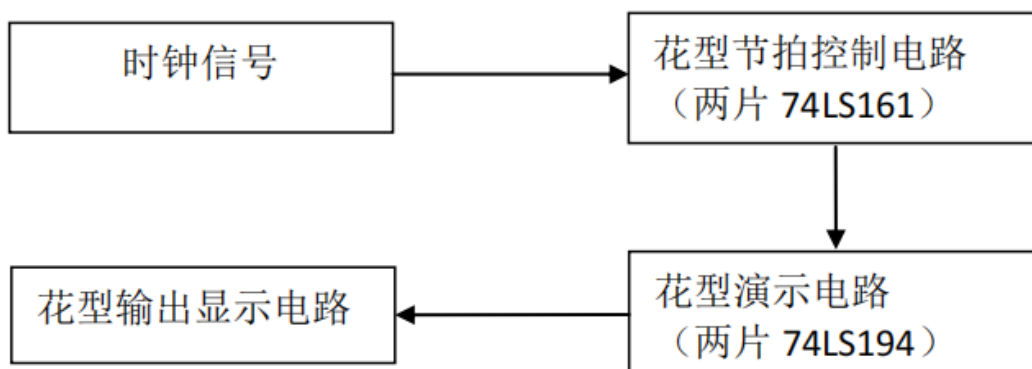 时钟信号
花型节拍控制电路
（两片 74LS161）
花型输出显示电路
花型演示电路
（两片 74LS194）